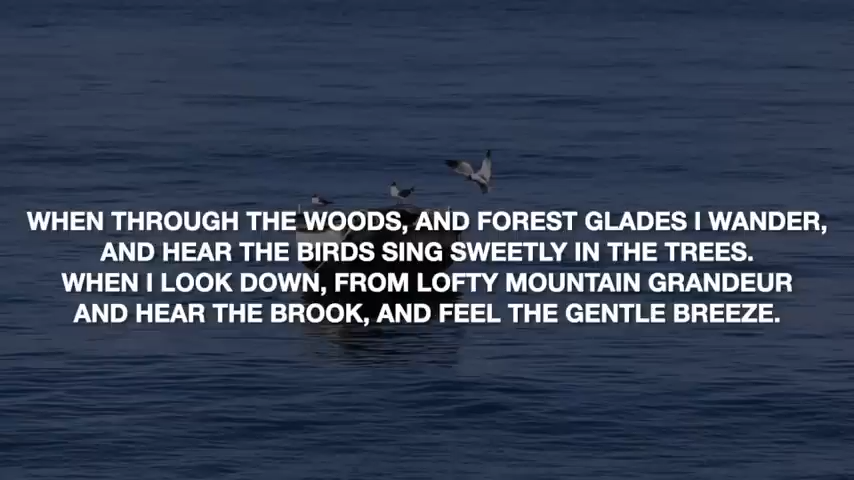 WHEN THROUGH THE WOODS, AND FOREST GLADES I WANDER,
AND HEAR THE BIRDS SING SWEETLY IN THE TREES.
WHEN I LOOK DOWN, FROM LOFTY MOUNTAIN GRANDEUR
AND HEAR THE BROOK, AND FEEL THE GENTLE BREEZE.